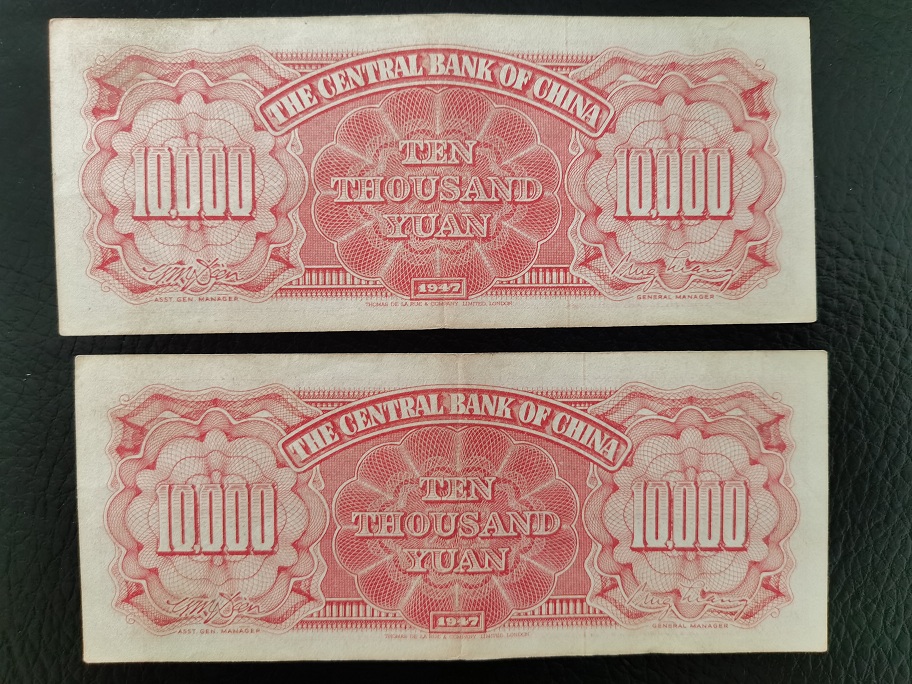 THE CENTRAL BANK OF CHINA
TEN
10,000 THOUSAND 10,000
YUAN
ASST. GEN. MANAGER 1947 GENERAL MANAGER
THOMAS DE LA RUE & COMPANY, LIMITED, LONDON
THE CENTRAL BANK OF CHINA
TEN
10,000 THOUSAND 10,000
YUAN
ASST. GEN. MANAGER 1947 GENERAL MANAGER
THOMAS DE LA RUE & COMPANY, LIMITED, LONDON